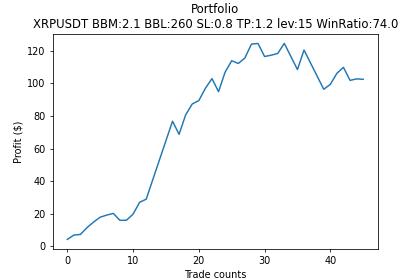 Portfolio
XRPUSDT BBM:2.1 BBL:260 SL:0.8 TP:1.2 lev:15 WinRatio:74.0
Profit ($)
120
100
80
60
40
20
0
0 10 20 30 40
Trade counts